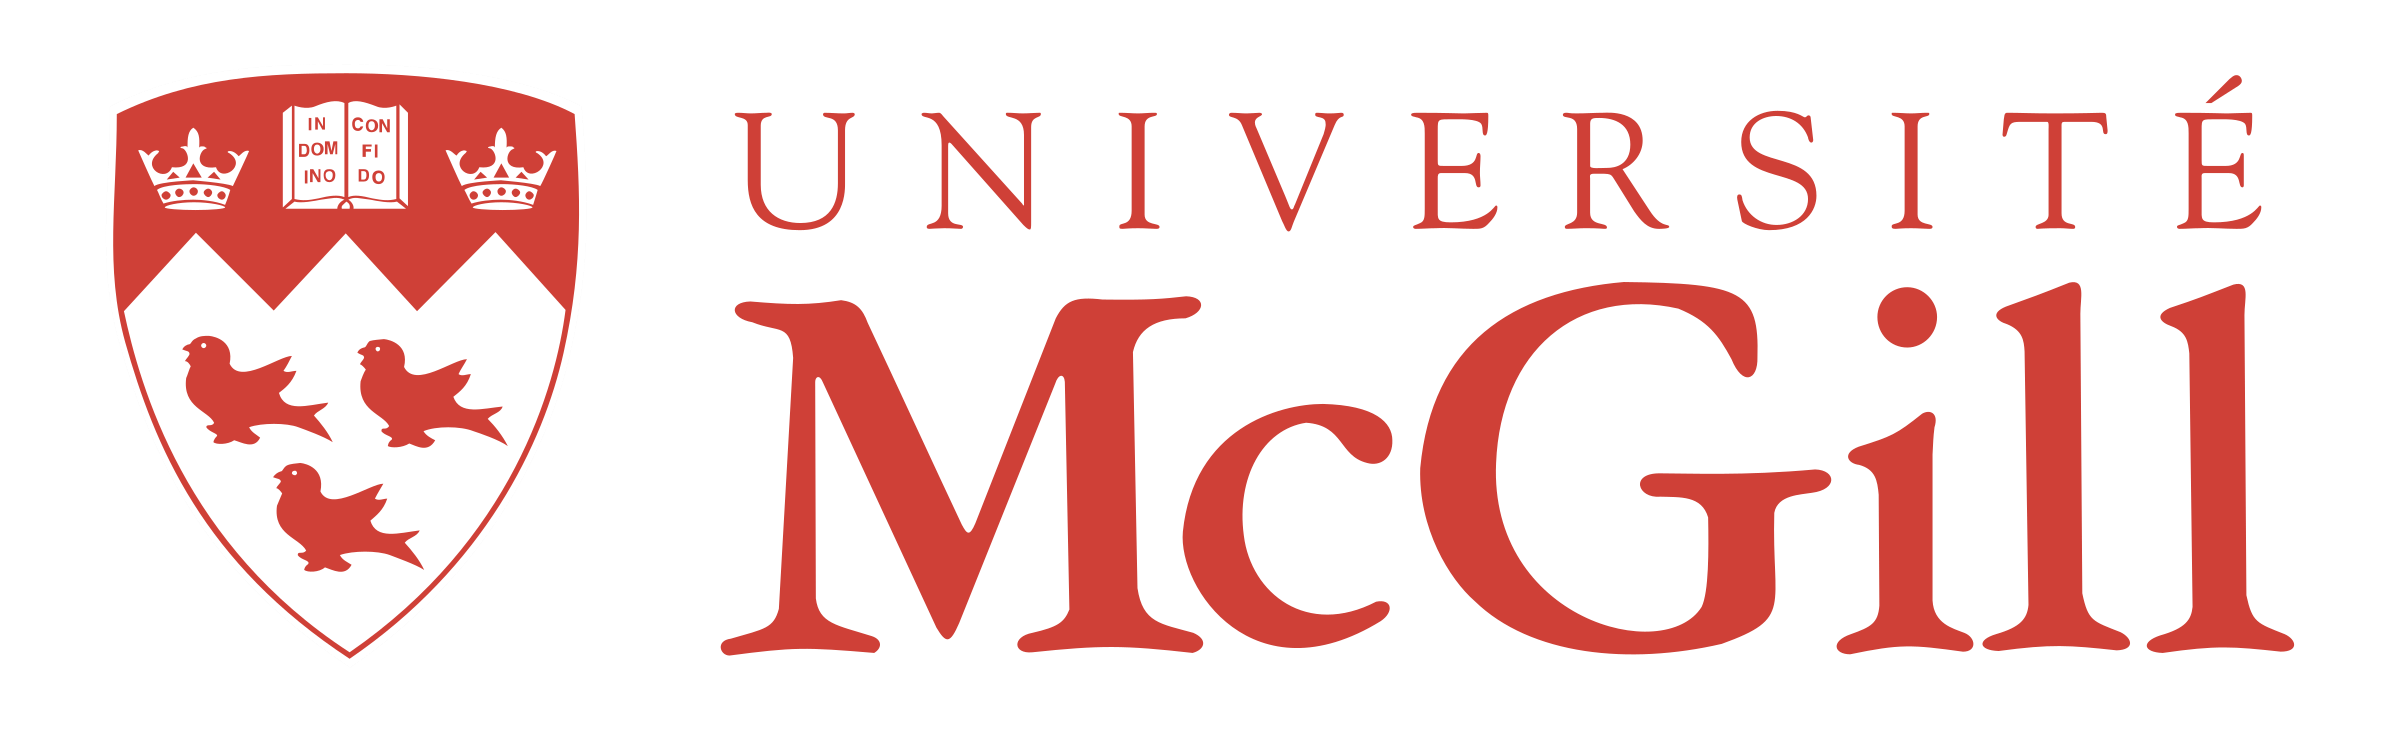 IN CON
DOM FI
INO DO
UNIVERSITÉ
McGill